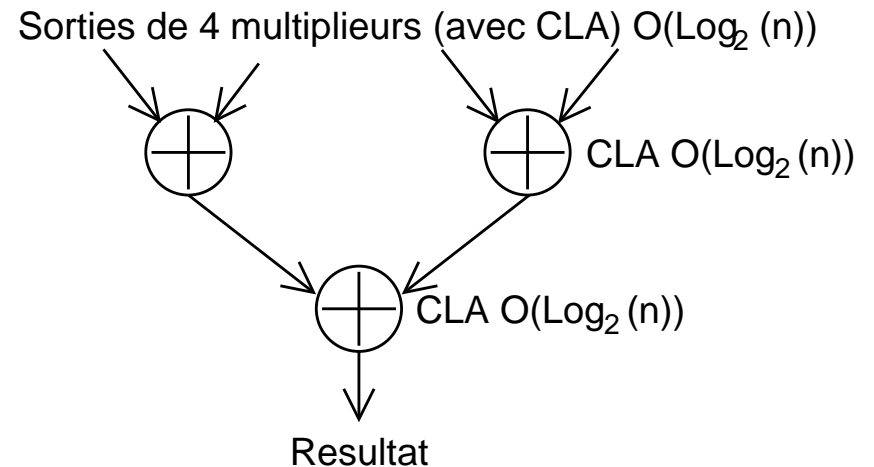 Sorties de 4 multiplieurs (avec CLA) O(Log₂ (n))
CLA O(Log₂ (n))
CLA O(Log₂ (n))
Resultat